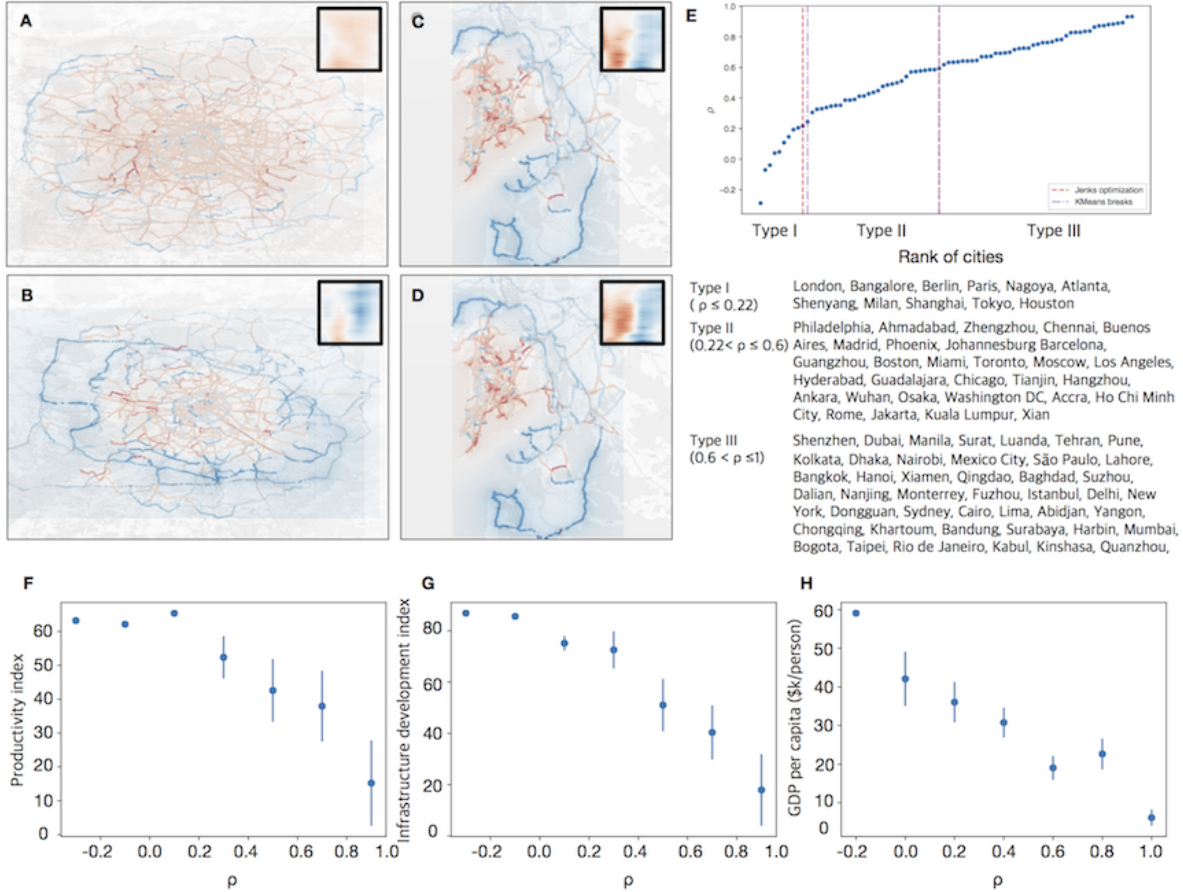 A
B
C
D
E
1.0
0.8
0.6
0.4
0.2
0.0
−0.2
ρ
Jenks optimization
KMeans breaks
Type I
Type II
Type III
Rank of cities
Type I
( ρ ≤ 0.22)
London, Bangalore, Berlin, Paris, Nagoya, Atlanta,
Shenyang, Milan, Shanghai, Tokyo, Houston
Type II
(0.22< ρ ≤ 0.6)
Philadelphia, Ahmadabad, Zhengzhou, Chennai, Buenos
Aires, Madrid, Phoenix, Johannesburg Barcelona,
Guangzhou, Boston, Miami, Toronto, Moscow, Los Angeles,
Hyderabad, Guadalajara, Chicago, Tianjin, Hangzhou,
Ankara, Wuhan, Osaka, Washington DC, Accra, Ho Chi Minh
City, Rome, Jakarta, Kuala Lumpur, Xian
Type III
(0.6 < ρ ≤1)
Shenzhen, Dubai, Manila, Surat, Luanda, Tehran, Pune,
Kolkata, Dhaka, Nairobi, Mexico City, São Paulo, Lahore,
Bangkok, Hanoi, Xiamen, Qingdao, Baghdad, Suzhou,
Dalian, Nanjing, Monterrey, Fuzhou, Istanbul, Delhi, New
York, Dongguan, Sydney, Cairo, Lima, Abidjan, Yangon,
Chongqing, Khartoum, Bandung, Surabaya, Harbin, Mumbai,
Bogota, Taipei, Rio de Janeiro, Kabul, Kinshasa, Quanzhou,
F
Productivity index
60
50
40
30
20
10
0
-0.2 0.0 0.2 0.4 0.6 0.8 1.0
ρ
G
Infrastructure development index
80
60
40
20
0
-0.2 0.0 0.2 0.4 0.6 0.8 1.0
ρ
H
GDP per capita ($k/person)
60
50
40
30
20
10
0
-0.2 0.0 0.2 0.4 0.6 0.8 1.0
ρ